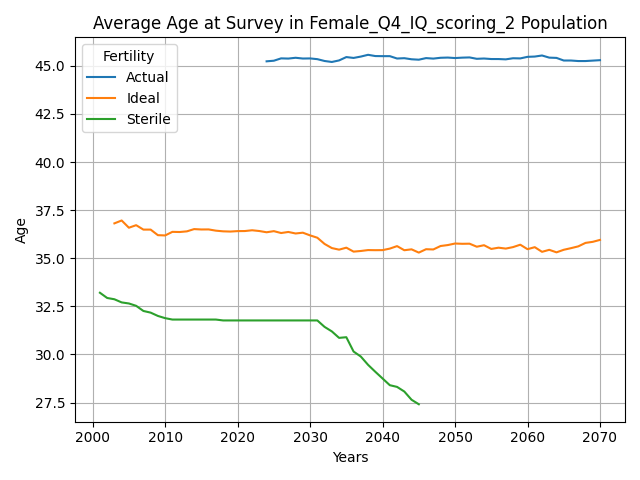 Average Age at Survey in Female_Q4_IQ_scoring_2 Population
Fertility
Actual
Ideal
Sterile
Age
45.0
42.5
40.0
37.5
35.0
32.5
30.0
27.5
2000 2010 2020 2030 2040 2050 2060 2070
Years